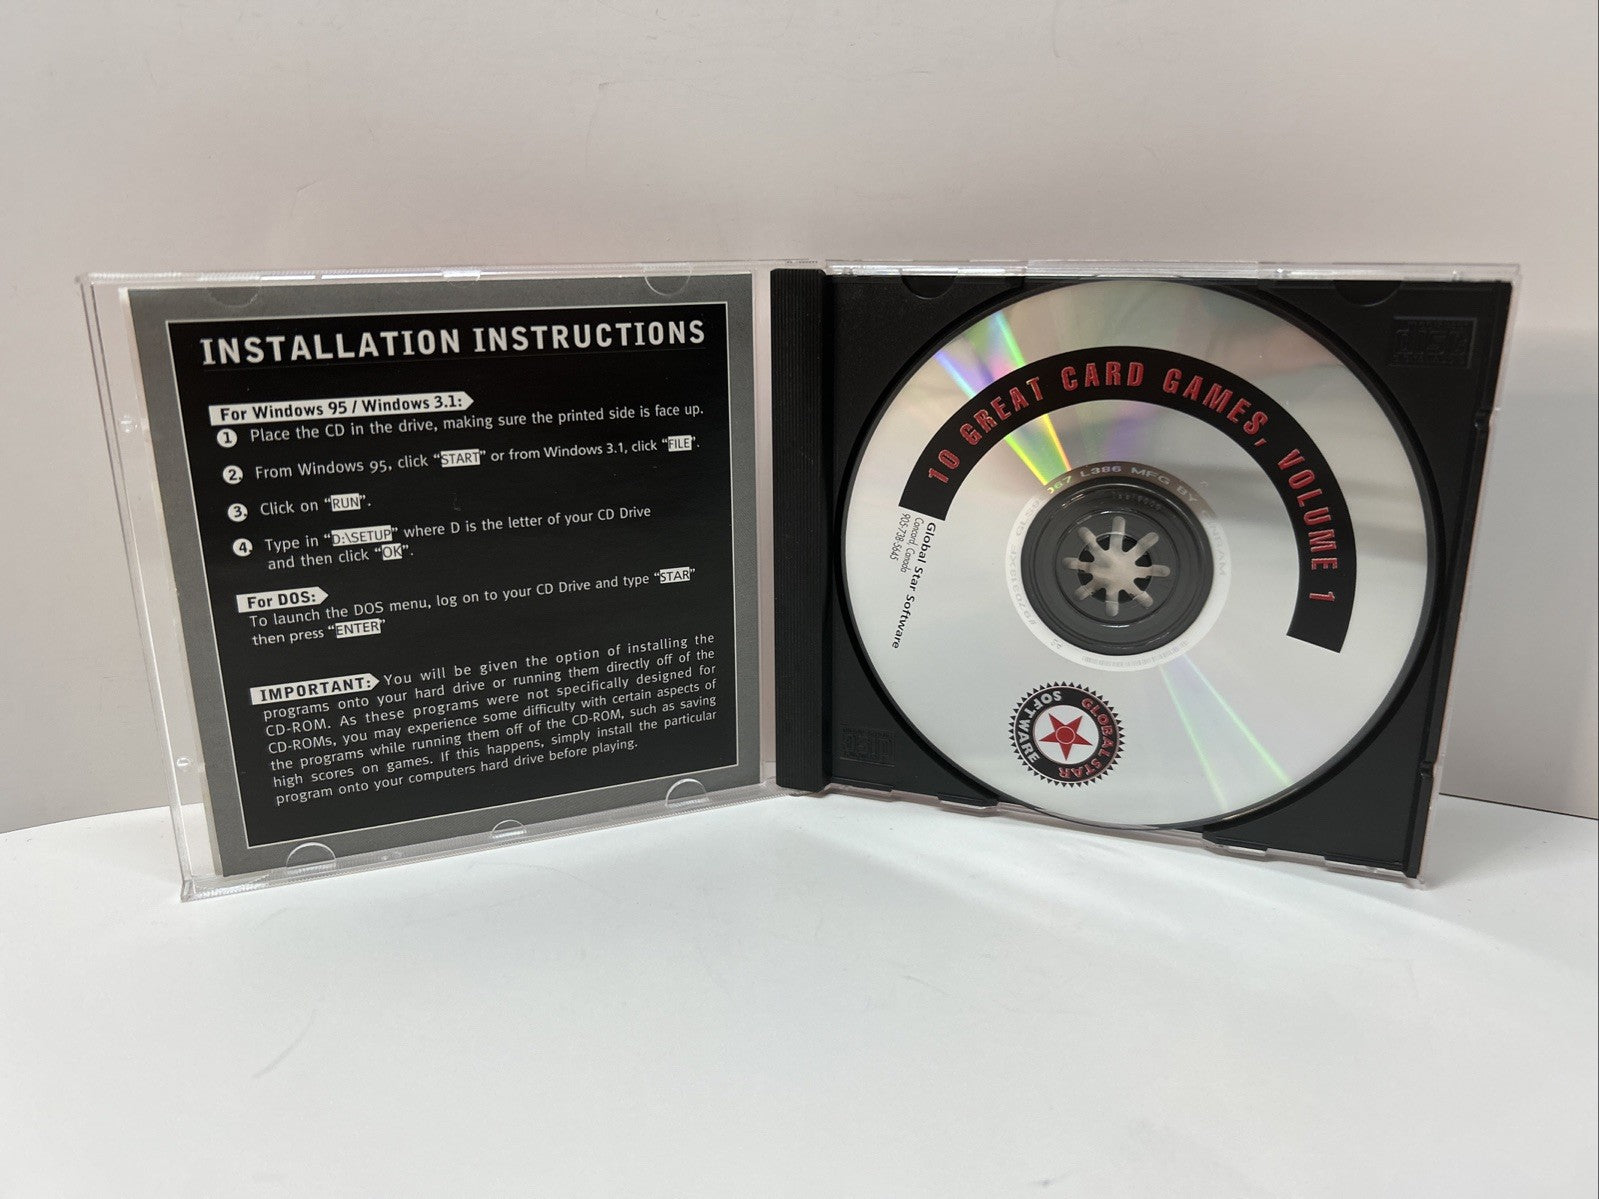 INSTALLATION INSTRUCTIONS
For Windows 95 / Windows 3.1:
1 Place the CD in the drive, making sure the printed side is face up.
2. From Windows 95, click "START" or from Windows 3.1, click "FILE".
3. Click on "RUN".
4. Type in "D:\SETUP" where D is the letter of your CD Drive
and then click "OK".
For DOS:
To launch the DOS menu, log on to your CD Drive and type "STAR"
then press "ENTER"
IMPORTANT: You will be given the option of installing the
programs onto your hard drive or running them directly off of the
CD-ROM. As these programs were not specifically designed for
CD-ROMs, you may experience some difficulty with certain aspects of
the programs while running them off of the CD-ROM, such as saving
high scores on games. If this happens, simply install the particular
program onto your computers hard drive before playing.
10 GREAT CARD GAMES, VOLUME 1
Global Star Software
Concord, Canada
905-738-5645
L386 MFG BY
GLOBAL STAR
SOFTWARE